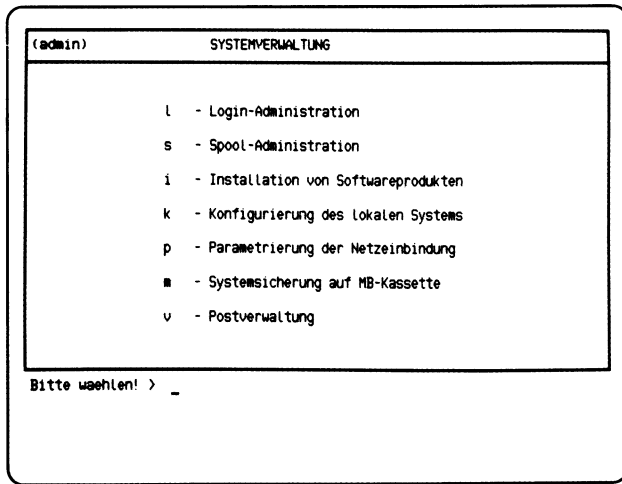 (admin) SYSTEMVERWALTUNG
l - Login-Administration
s - Spool-Administration
i - Installation von Softwareprodukten
k - Konfigurierung des lokalen Systems
p - Parametrierung der Netzeinbindung
m - Systemsicherung auf MB-Kassette
v - Postverwaltung
Bitte waehlen! > _